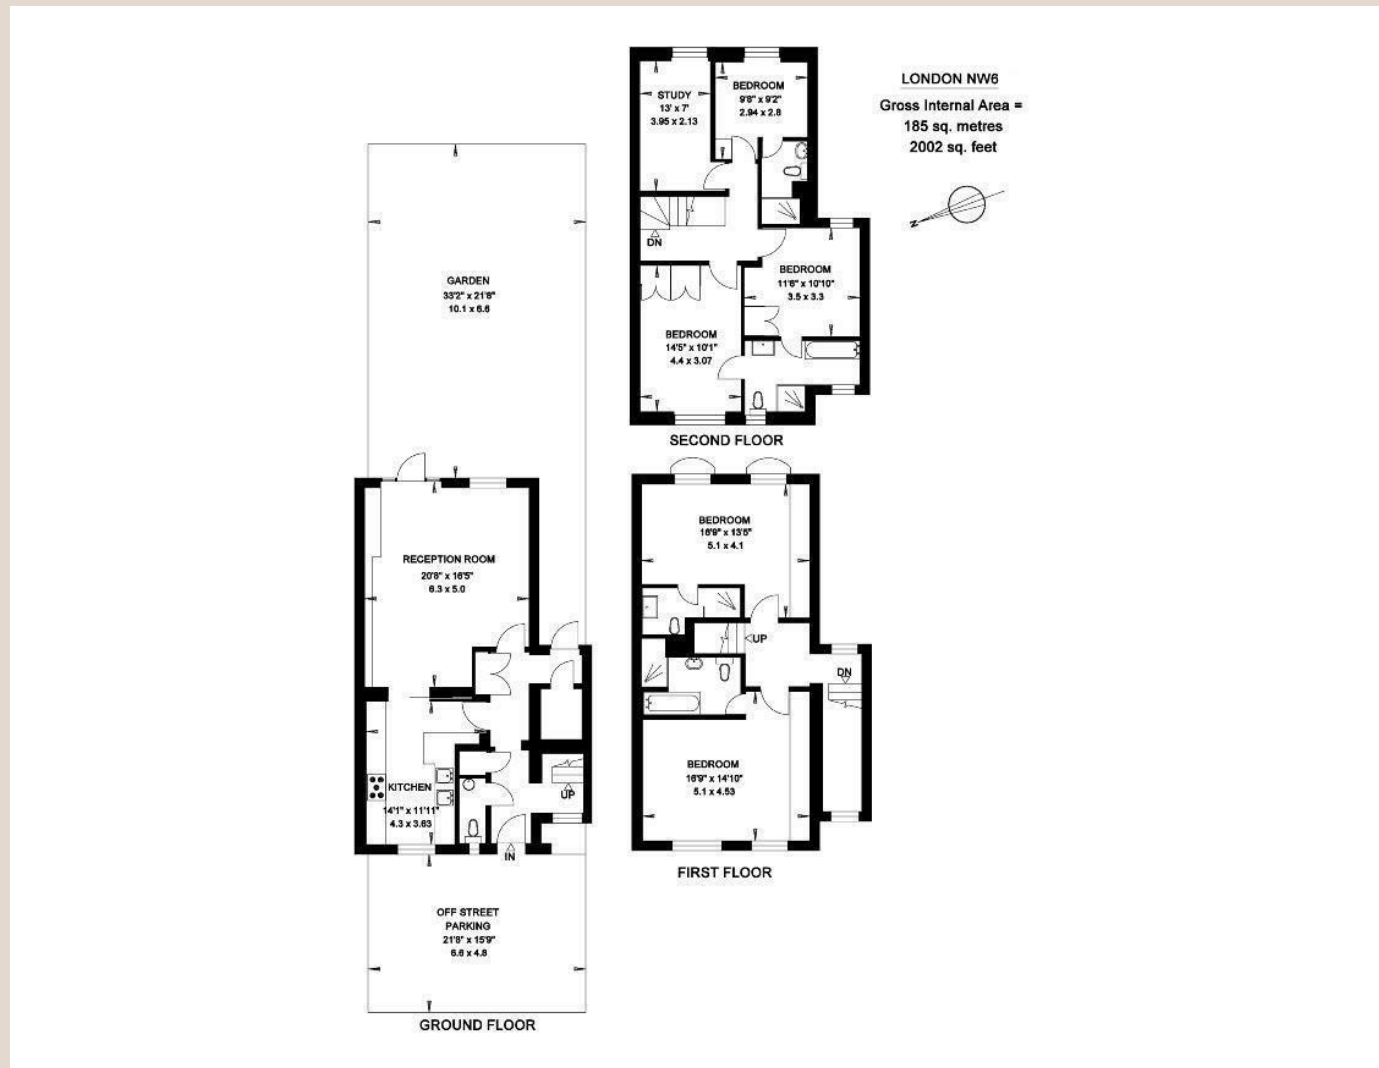 LONDON NW6
Gross Internal Area =
185 sq. metres
2002 sq. feet
N
STUDY
13' x 7'
3.95 x 2.13
BEDROOM
9'8" x 9'2"
2.94 x 2.8
DN
BEDROOM
11'6" x 10'10"
3.5 x 3.3
BEDROOM
14'5" x 10'1"
4.4 x 3.07
SECOND FLOOR
GARDEN
33'2" x 21'8"
10.1 x 6.6
RECEPTION ROOM
20'8" x 16'5"
6.3 x 5.0
KITCHEN
14'1" x 11'11"
4.3 x 3.63
UP
IN
OFF STREET
PARKING
21'8" x 15'9"
6.6 x 4.8
GROUND FLOOR
BEDROOM
16'9" x 13'5"
5.1 x 4.1
UP
DN
BEDROOM
16'9" x 14'10"
5.1 x 4.53
FIRST FLOOR